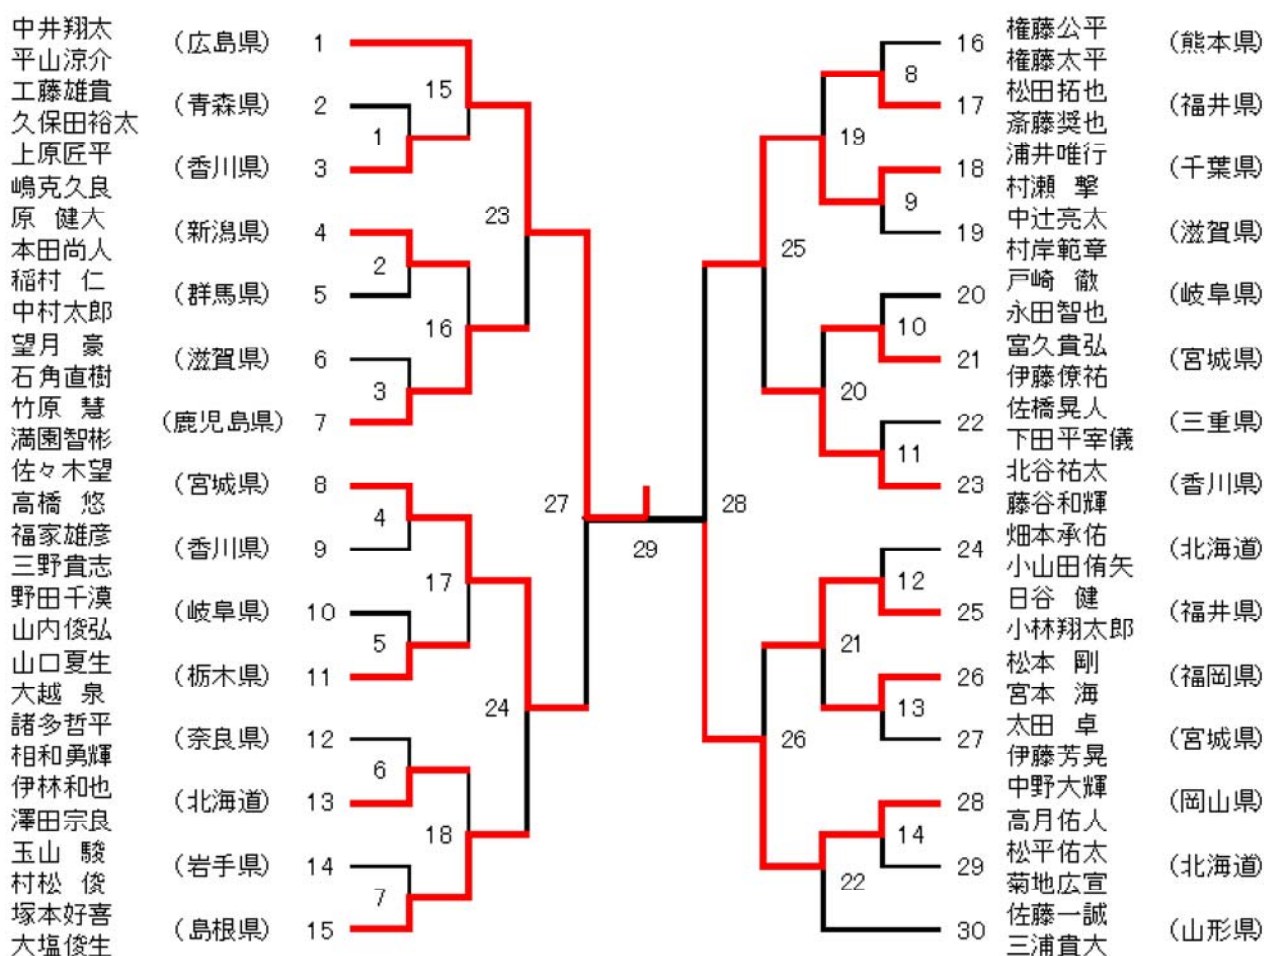 中井翔太
平山涼介
(広島県) 1
工藤雄貴
久保田裕太
(青森県) 2
上原匠平
嶋克久良
(香川県) 3
原 健大
本田尚人
(新潟県) 4
稲村 仁
中村太郎
(群馬県) 5
望月 豪
石角直樹
(滋賀県) 6
竹原 慧
満園智彬
(鹿児島県) 7
佐々木望
高橋 悠
(宮城県) 8
福家雄彦
三野貴志
(香川県) 9
野田千漠
山内俊弘
(岐阜県) 10
山口夏生
大越 泉
(栃木県) 11
諸多哲平
相和勇輝
(奈良県) 12
伊林和也
澤田宗良
(北海道) 13
玉山 駿
村松 俊
(岩手県) 14
塚本好喜
大塩俊生
(島根県) 15
1
2
3
4
5
6
7
15
16
17
18
23
24
27
29
28
25
26
19
20
21
22
8
9
10
11
12
13
14
16 権藤公平
権藤太平
(熊本県)
17 松田拓也
斎藤奨也
(福井県)
18 浦井唯行
村瀬 撃
(千葉県)
19 中辻亮太
村岸範章
(滋賀県)
20 戸崎 徹
永田智也
(岐阜県)
21 富久貴弘
伊藤僚祐
(宮城県)
22 佐橋晃人
下田平宰儀
(三重県)
23 北谷祐太
藤谷和輝
(香川県)
24 畑本承佑
小山田侑矢
(北海道)
25 日谷 健
小林翔太郎
(福井県)
26 松本 剛
宮本 海
(福岡県)
27 太田 卓
伊藤芳晃
(宮城県)
28 中野大輝
高月佑人
(岡山県)
29 松平佑太
菊地広宣
(北海道)
30 佐藤一誠
三浦貴大
(山形県)